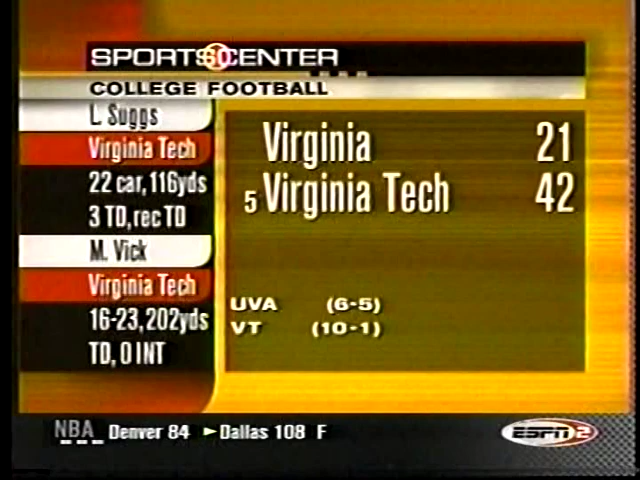 SPORTSCENTER
COLLEGE FOOTBALL
L. Suggs
Virginia Tech
22 car, 116yds
3 TD, rec TD
M. Vick
Virginia Tech
16-23, 202yds
TD, 0 INT
Virginia 21
5 Virginia Tech 42
UVA (6-5)
VT (10-1)
NBA Denver 84 ►Dallas 108 F
ESPN2